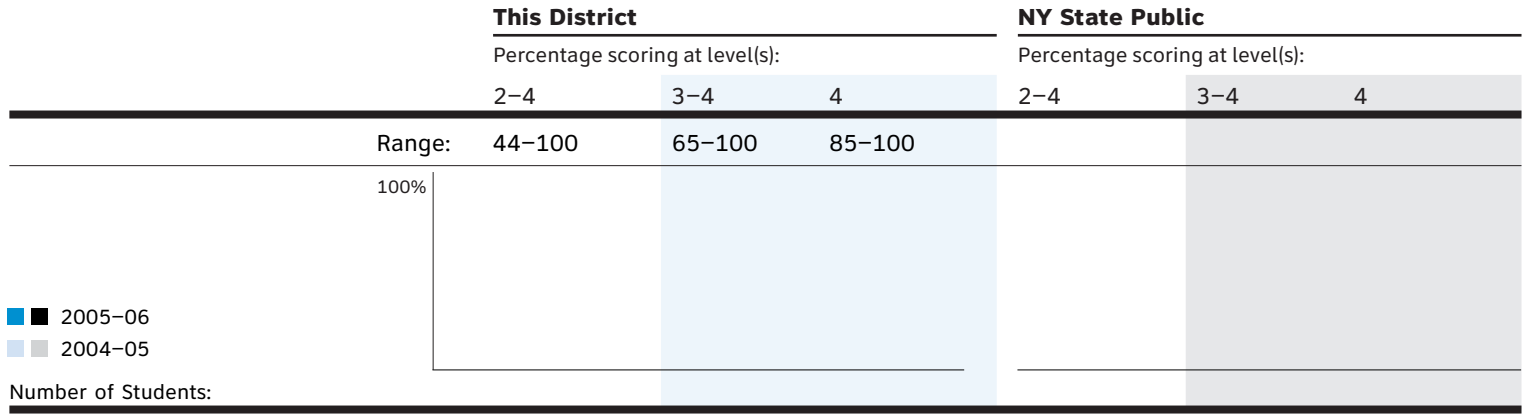 This District NY State Public
Percentage scoring at level(s): Percentage scoring at level(s):
2–4 3–4 4 2–4 3–4 4
Range: 44–100 65–100 85–100
100%
2005–06
2004–05
Number of Students: